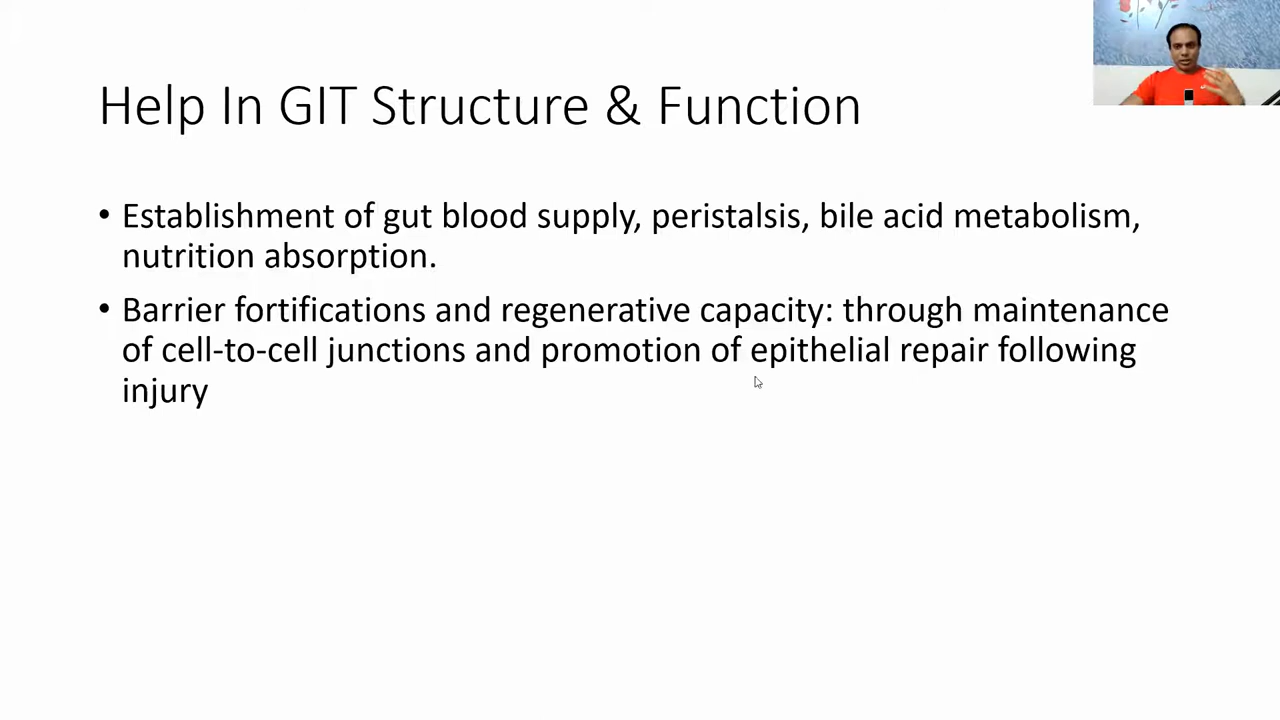 Help In GIT Structure & Function
• Establishment of gut blood supply, peristalsis, bile acid metabolism,
nutrition absorption.
• Barrier fortifications and regenerative capacity: through maintenance
of cell-to-cell junctions and promotion of epithelial repair following
injury